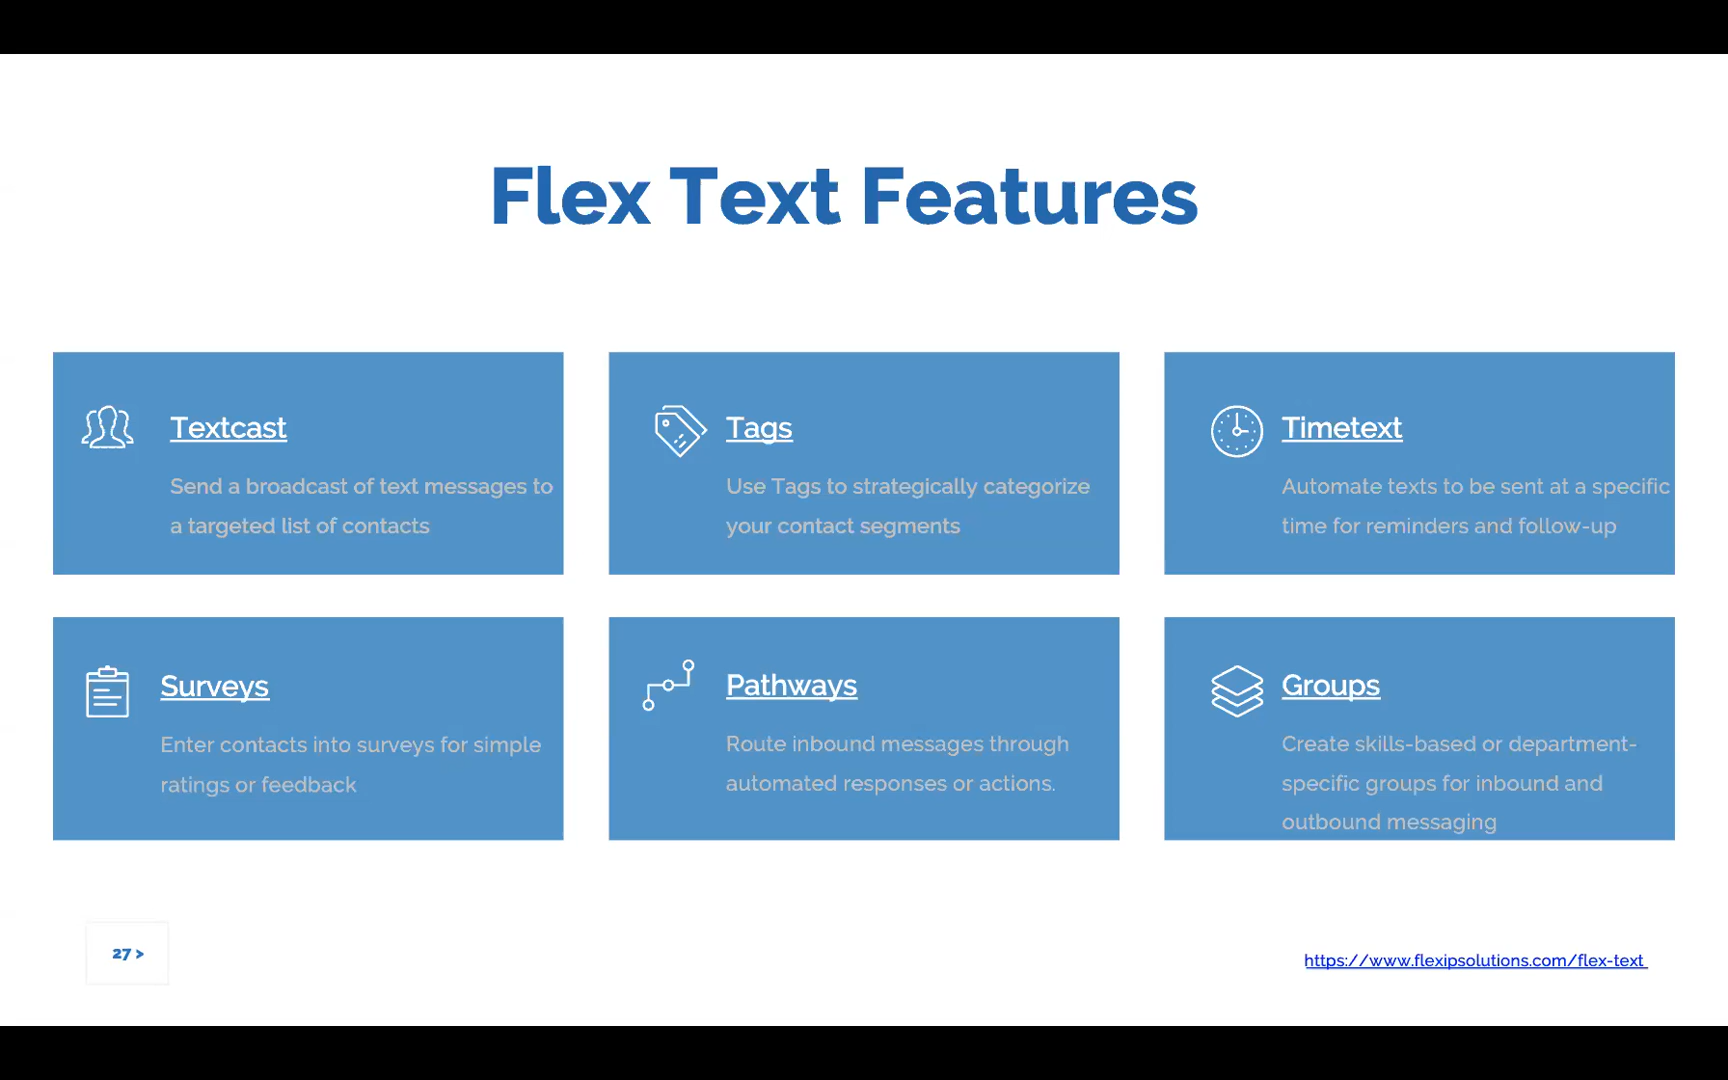 Flex Text Features
Textcast
Send a broadcast of text messages to
a targeted list of contacts
Tags
Use Tags to strategically categorize
your contact segments
Timetext
Automate texts to be sent at a specific
time for reminders and follow-up
Surveys
Enter contacts into surveys for simple
ratings or feedback
Pathways
Route inbound messages through
automated responses or actions.
Groups
Create skills-based or department-
specific groups for inbound and
outbound messaging
27 >
https://www.flexipsolutions.com/flex-text